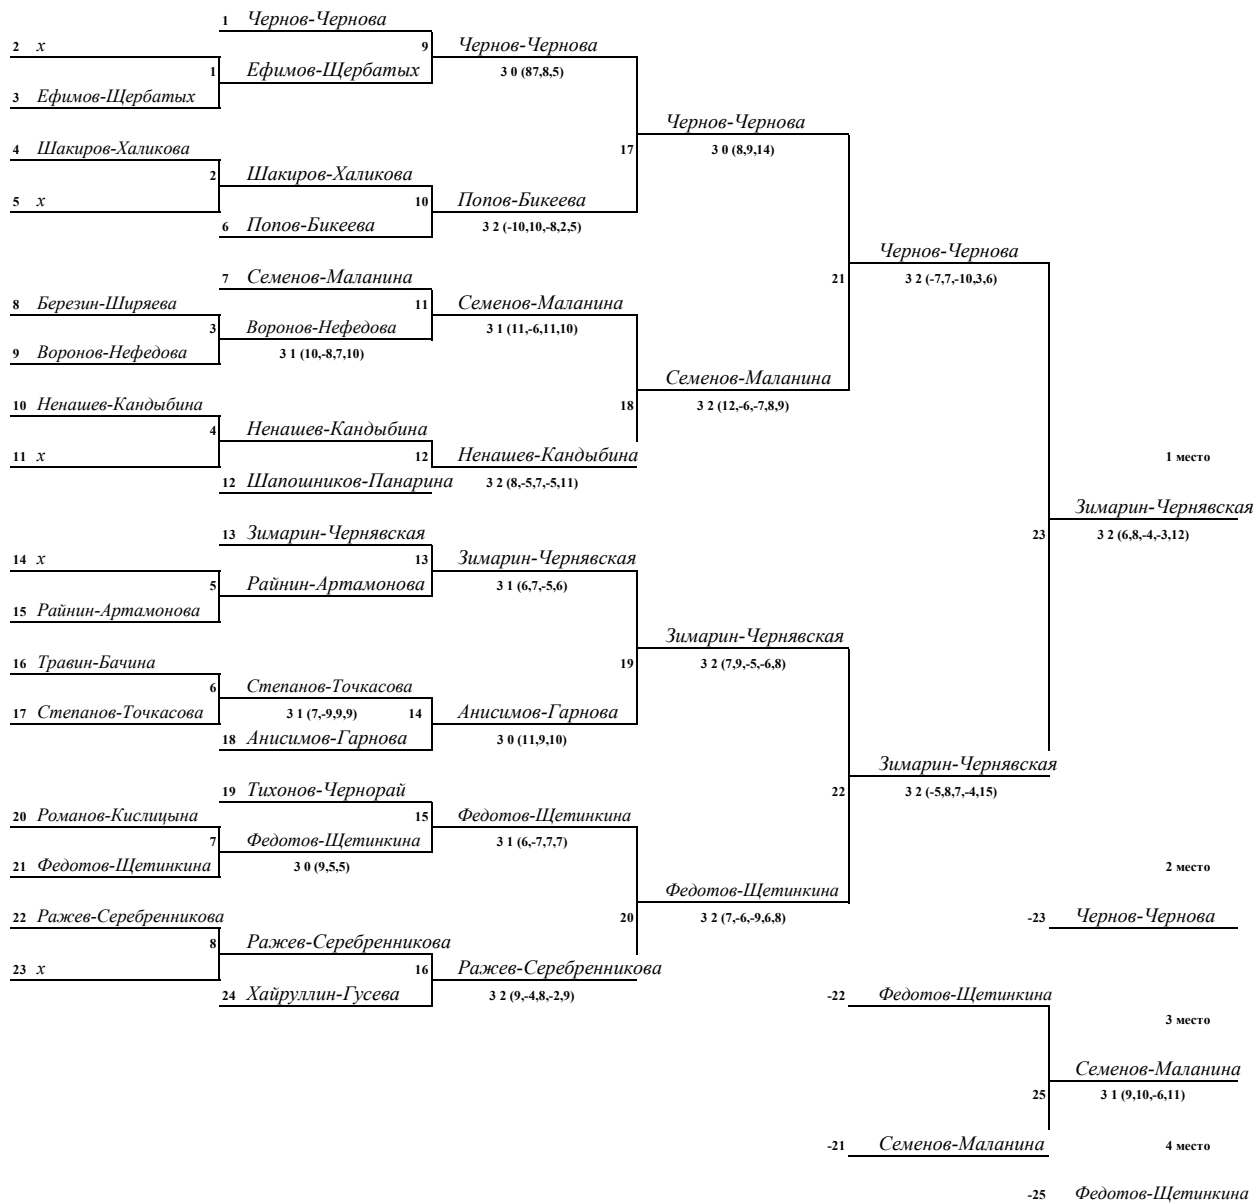 1 Чернов-Чернова
2 х 9 Чернов-Чернова
1 Ефимов-Щербатых 3 0 (87,8,5)
3 Ефимов-Щербатых
Чернов-Чернова
4 Шакиров-Халикова 17 3 0 (8,9,14)
2 Шакиров-Халикова
5 х 10 Попов-Бикеева
6 Попов-Бикеева 3 2 (-10,10,-8,2,5)
Чернов-Чернова
7 Семенов-Маланина 21 3 2 (-7,7,-10,3,6)
8 Березин-Ширяева 11 Семенов-Маланина
3 Воронов-Нефедова 3 1 (11,-6,11,10)
9 Воронов-Нефедова 3 1 (10,-8,7,10)
Семенов-Маланина
10 Ненашев-Кандыбина 18 3 2 (12,-6,-7,8,9)
4 Ненашев-Кандыбина
11 х 12 Ненашев-Кандыбина 1 место
12 Шапошников-Панарина 3 2 (8,-5,7,-5,11)
Зимарин-Чернявская
13 Зимарин-Чернявская 23 3 2 (6,8,-4,-3,12)
14 х 13 Зимарин-Чернявская
5 Райнин-Артамонова 3 1 (6,7,-5,6)
15 Райнин-Артамонова
Зимарин-Чернявская
16 Травин-Бачина 19 3 2 (7,9,-5,-6,8)
6 Степанов-Точкасова
17 Степанов-Точкасова 3 1 (7,-9,9,9) 14 Анисимов-Гарнова
18 Анисимов-Гарнова 3 0 (11,9,10)
Зимарин-Чернявская
19 Тихонов-Чернорай 22 3 2 (-5,8,7,-4,15)
20 Романов-Кислицына 15 Федотов-Щетинкина
7 Федотов-Щетинкина 3 1 (6,-7,7,7)
21 Федотов-Щетинкина 3 0 (9,5,5) 2 место
Федотов-Щетинкина
22 Ражев-Серебренникова 20 3 2 (7,-6,-9,6,8) -23 Чернов-Чернова
8 Ражев-Серебренникова
23 х 16 Ражев-Серебренникова
24 Хайруллин-Гусева 3 2 (9,-4,8,-2,9) -22 Федотов-Щетинкина
3 место
Семенов-Маланина
25 3 1 (9,10,-6,11)
-21 Семенов-Маланина 4 место
-25 Федотов-Щетинкина